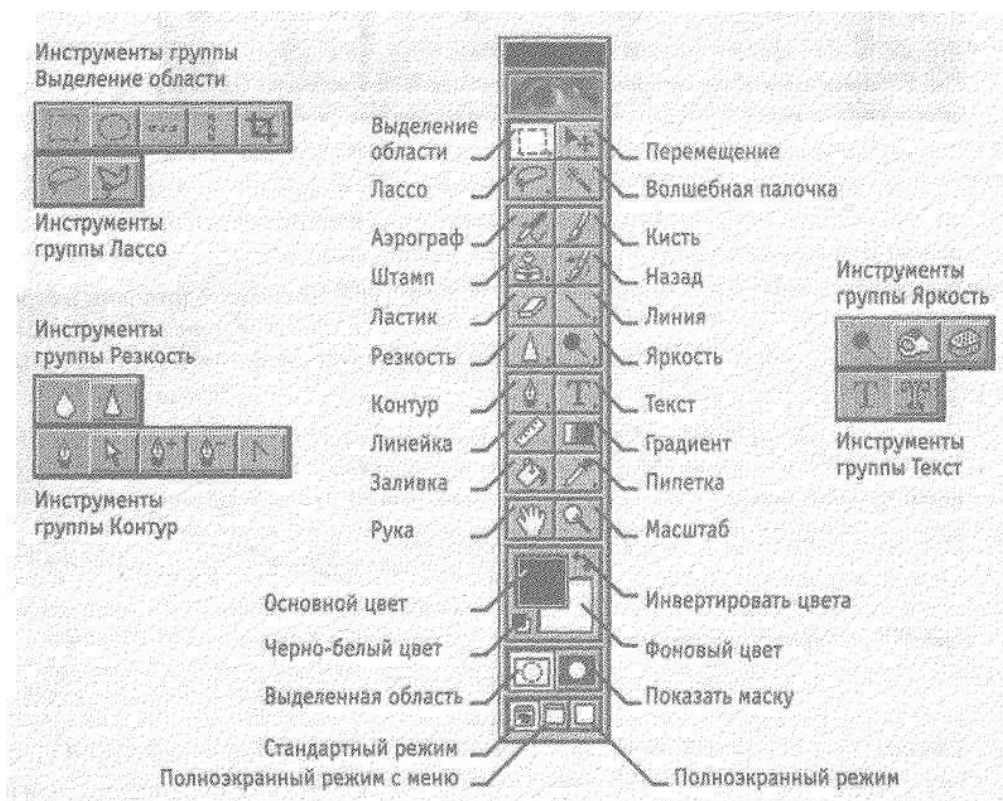 Инструменты группы
Выделение области
Инструменты
группы Лассо
Инструменты
группы Резкость
Инструменты
группы Контур
Выделение
области
Лассо
Аэрограф
Штамп
Ластик
Резкость
Контур
Линейка
Заливка
Рука
Основной цвет
Черно-белый цвет
Выделенная область
Стандартный режим
Полноэкранный режим с меню
Перемещение
Волшебная палочка
Кисть
Назад
Линия
Яркость
Текст
Градиент
Пипетка
Масштаб
Инвертировать цвета
Фоновый цвет
Показать маску
Полноэкранный режим
Инструменты
группы Яркость
Инструменты
группы Текст